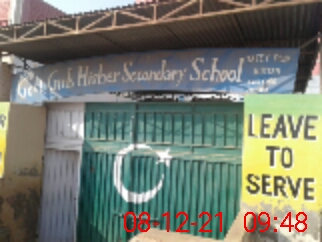 Govt Girls Higher Secondary School
LEAVE
TO
SERVE
08-12-21 09:48